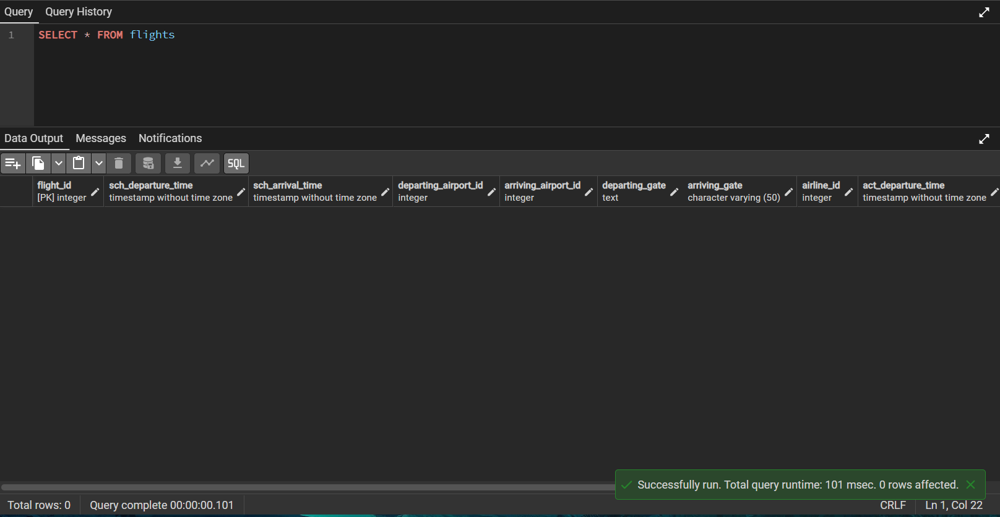 Query Query History
1 SELECT * FROM flights
Data Output Messages Notifications
SQL
flight_id sch_departure_time sch_arrival_time departing_airport_id arriving_airport_id departing_gate arriving_gate airline_id act_departure_time
[PK] integer timestamp without time zone timestamp without time zone integer integer text character varying (50) integer timestamp without time zone
Successfully run. Total query runtime: 101 msec. 0 rows affected.
Total rows: 0 Query complete 00:00:00.101 CRLF Ln 1, Col 22